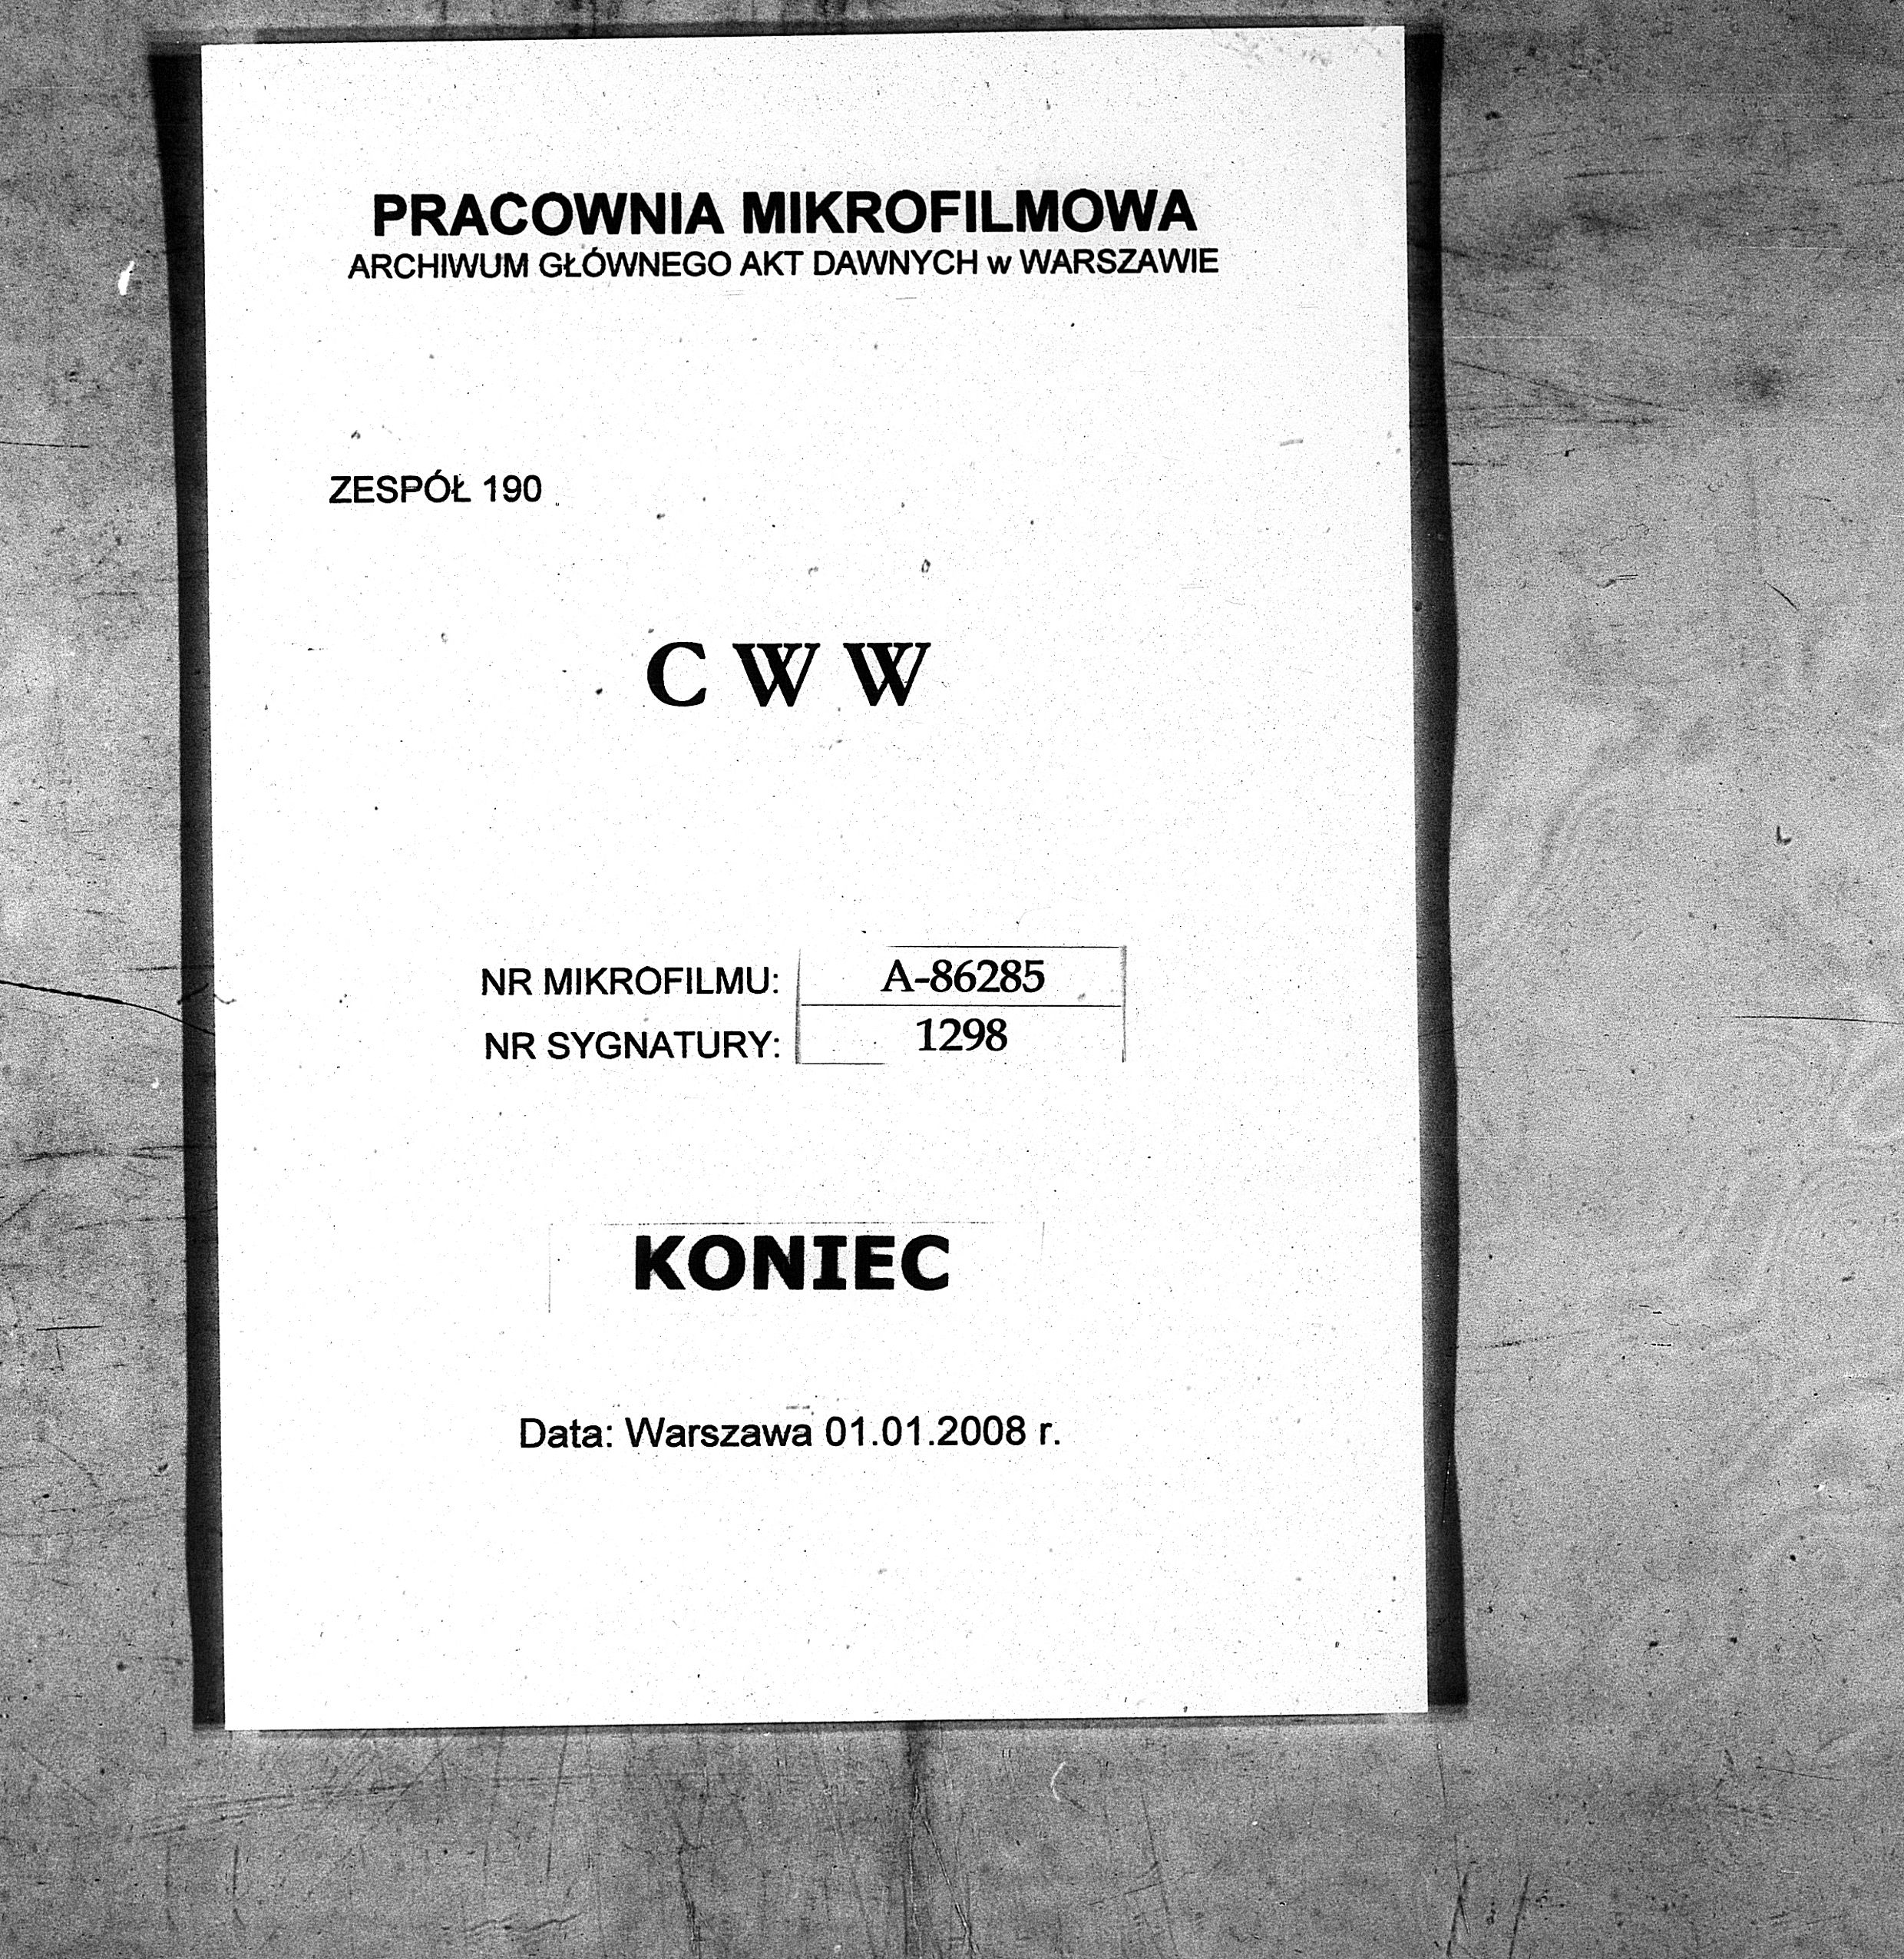 PRACOWNIA MIKROFILMOWA
ARCHIWUM GŁÓWNEGO AKT DAWNYCH w WARSZAWIE
ZESPÓŁ 190
C W W
NR MIKROFILMU: A-86285
NR SYGNATURY: 1298
KONIEC
Data: Warszawa 01.01.2008 r.